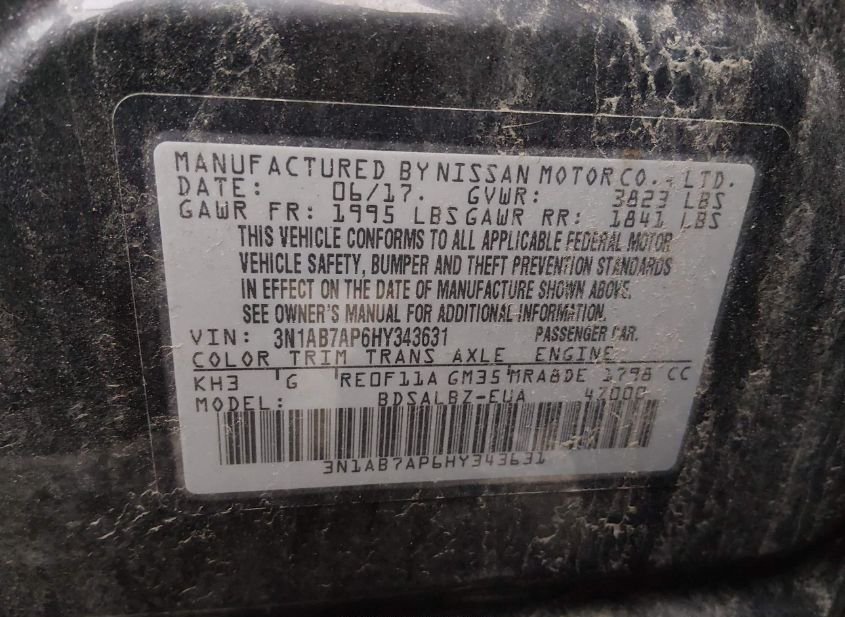 MANUFACTURED BY NISSAN MOTOR CO., LTD.
DATE: 06/17. GVWR: 3823 LBS
GAWR FR: 1995 LBS GAWR RR: 1841 LBS
THIS VEHICLE CONFORMS TO ALL APPLICABLE FEDERAL MOTOR
VEHICLE SAFETY, BUMPER AND THEFT PREVENTION STANDARDS
IN EFFECT ON THE DATE OF MANUFACTURE SHOWN ABOVE.
SEE OWNER'S MANUAL FOR ADDITIONAL INFORMATION.
VIN: 3N1AB7AP6HY343631 PASSENGER CAR.
COLOR TRIM TRANS AXLE ENGINE
KH3 G RE0F11A GM35 MRA8DE 1798 CC
MODEL: BDSALBZ-EUA 4Z000
3N1AB7AP6HY343631